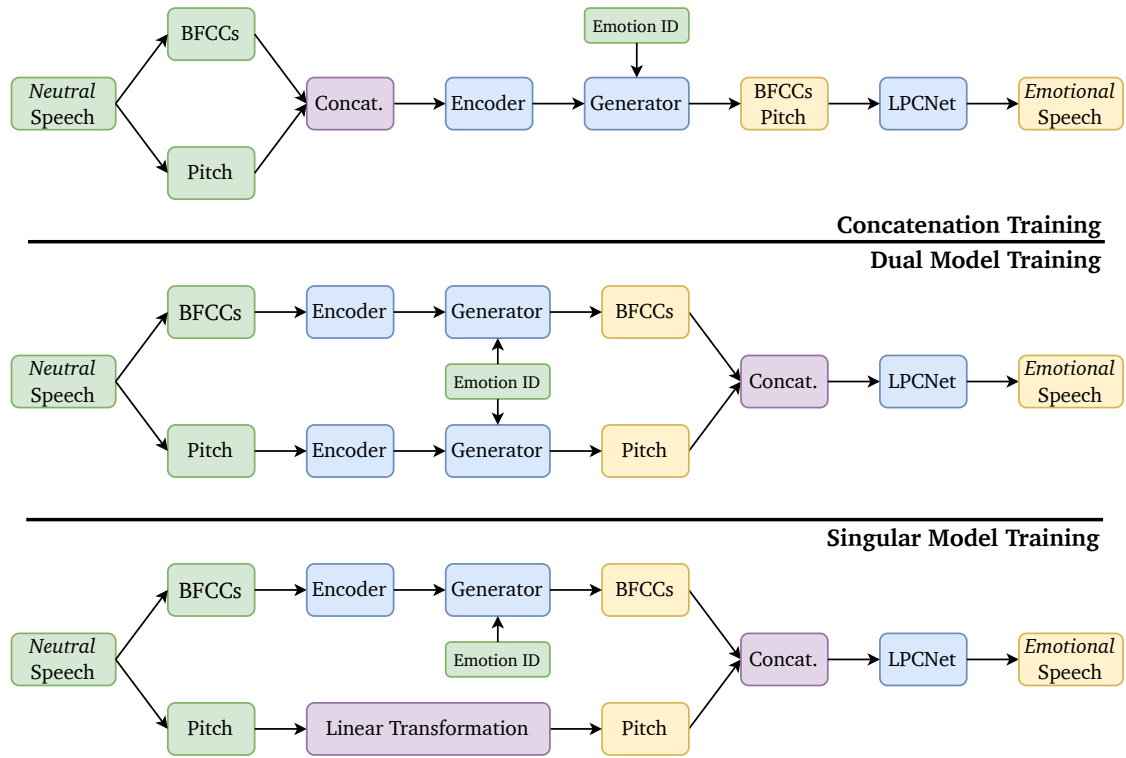 BFCCs
Emotion ID
Neutral
Speech
Concat.
Encoder
Generator
BFCCs
Pitch
LPCNet
Emotional
Speech
Pitch
Concatenation Training
Dual Model Training
BFCCs
Encoder
Generator
BFCCs
Neutral
Speech
Emotion ID
Concat.
LPCNet
Emotional
Speech
Pitch
Encoder
Generator
Pitch
Singular Model Training
BFCCs
Encoder
Generator
BFCCs
Neutral
Speech
Emotion ID
Concat.
LPCNet
Emotional
Speech
Pitch
Linear Transformation
Pitch